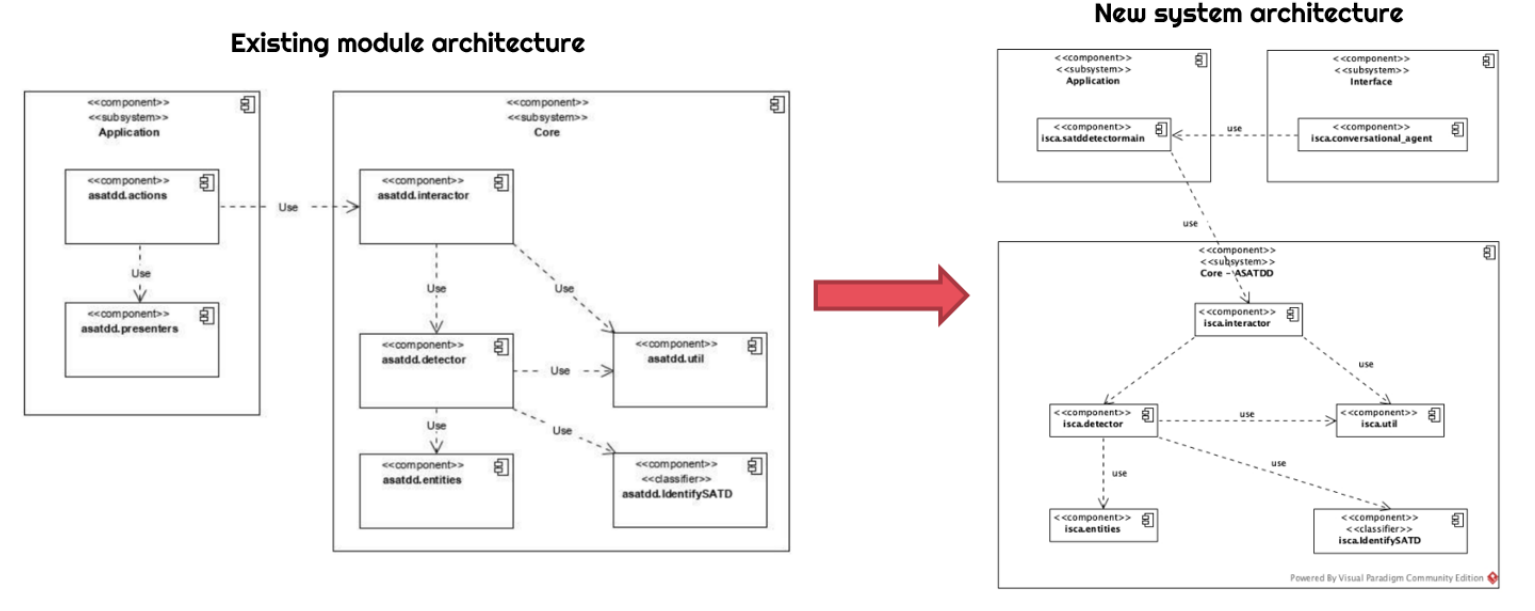 Existing module architecture
<<component>>
<<subsystem>>
Application
<<component>>
asatdd.actions
Use
<<component>>
asatdd.presenters
Use
<<component>>
<<subsystem>>
Core
<<component>>
asatdd.interactor
Use
Use
<<component>>
asatdd.detector
Use
<<component>>
asatdd.util
Use
Use
<<component>>
asatdd.entities
<<component>>
<<classifier>>
asatdd.IdentifySATD
New system architecture
<<component>>
<<subsystem>>
Application
<<component>>
isca.satddetectormain
use
<<component>>
<<subsystem>>
Interface
<<component>>
isca.conversational_agent
use
<<component>>
<<subsystem>>
Core - ASATDD
<<component>>
isca.interactor
use
<<component>>
isca.detector
use
<<component>>
isca.util
use
use
<<component>>
isca.entities
<<component>>
<<classifier>>
isca.IdentifySATD
Powered By Visual Paradigm Community Edition